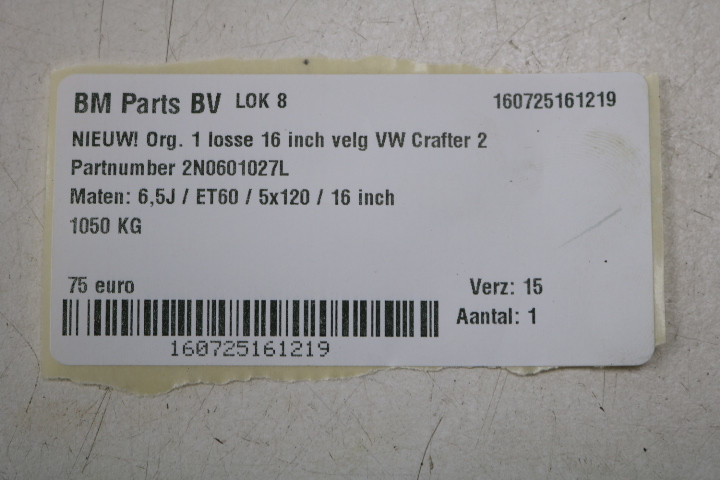 BM Parts BV LOK 8 160725161219
NIEUW! Org. 1 losse 16 inch velg VW Crafter 2
Partnumber 2N0601027L
Maten: 6,5J / ET60 / 5x120 / 16 inch
1050 KG
75 euro Verz: 15
Aantal: 1
160725161219